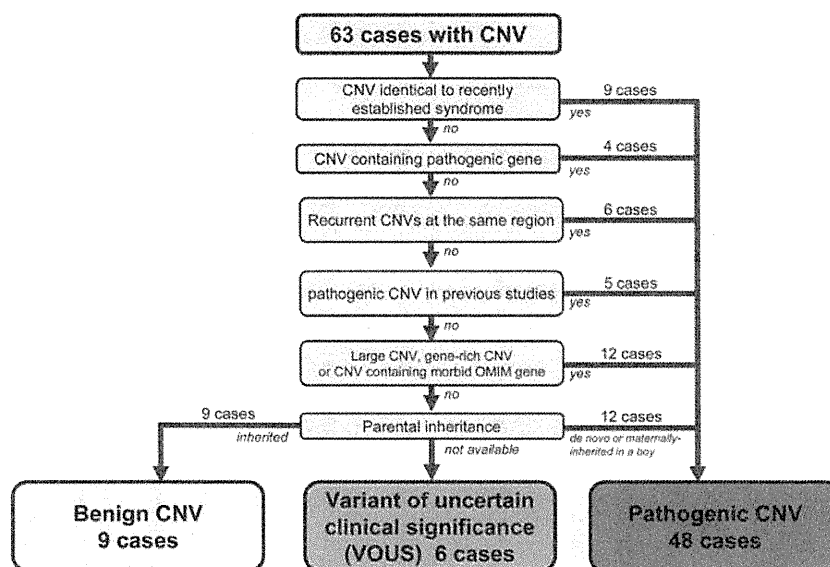 63 cases with CNV
CNV identical to recently
established syndrome
9 cases
yes
no
CNV containing pathogenic gene
4 cases
yes
no
Recurrent CNVs at the same region
6 cases
yes
no
pathogenic CNV in previous studies
5 cases
yes
no
Large CNV, gene-rich CNV
or CNV containing morbid OMIM gene
12 cases
yes
no
9 cases
inherited
Parental inheritance
12 cases
de novo or maternally-
inherited in a boy
not available
Benign CNV
9 cases
Variant of uncertain
clinical significance
(VOUS) 6 cases
Pathogenic CNV
48 cases